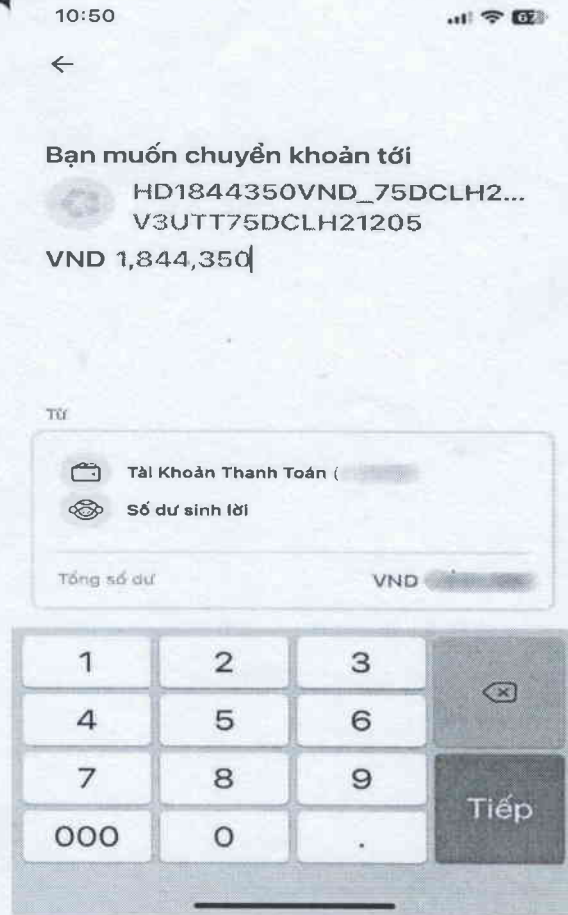 10:50
67
Bạn muốn chuyển khoản tới
HD1844350VND_75DCLH2...
V3UTT75DCLH21205
VND 1,844,350
Từ
Tài Khoản Thanh Toán (
Số dư sinh lời
Tổng số dư VND
1 2 3
4 5 6
7 8 9
Tiếp
000 0 .